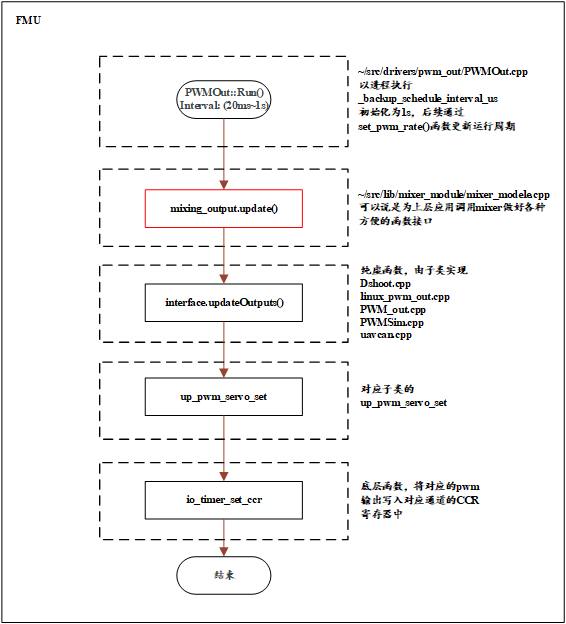 FMU
PWMOut::Run()
Interval: (20ms~1s)
~/src/drivers/pwm_out/PWMOut.cpp
以进程执行
_backup_schedule_interval_us
初始化为1s，后续通过
set_pwm_rate()函数更新运行周期
mixing_output.update()
~/src/lib/mixer_module/mixer_modele.cpp
可以说是为上层应用调用mixer做好各种
方便的函数接口
interface.updateOutputs()
纯虚函数，由子类实现
Dshoot.cpp
linux_pwm_out.cpp
PWM_out.cpp
PWMSim.cpp
uavcan.cpp
up_pwm_servo_set
对应子类的
up_pwm_servo_set
io_timer_set_ccr
底层函数，将对应的pwm
输出写入对应通道的CCR
寄存器中
结束